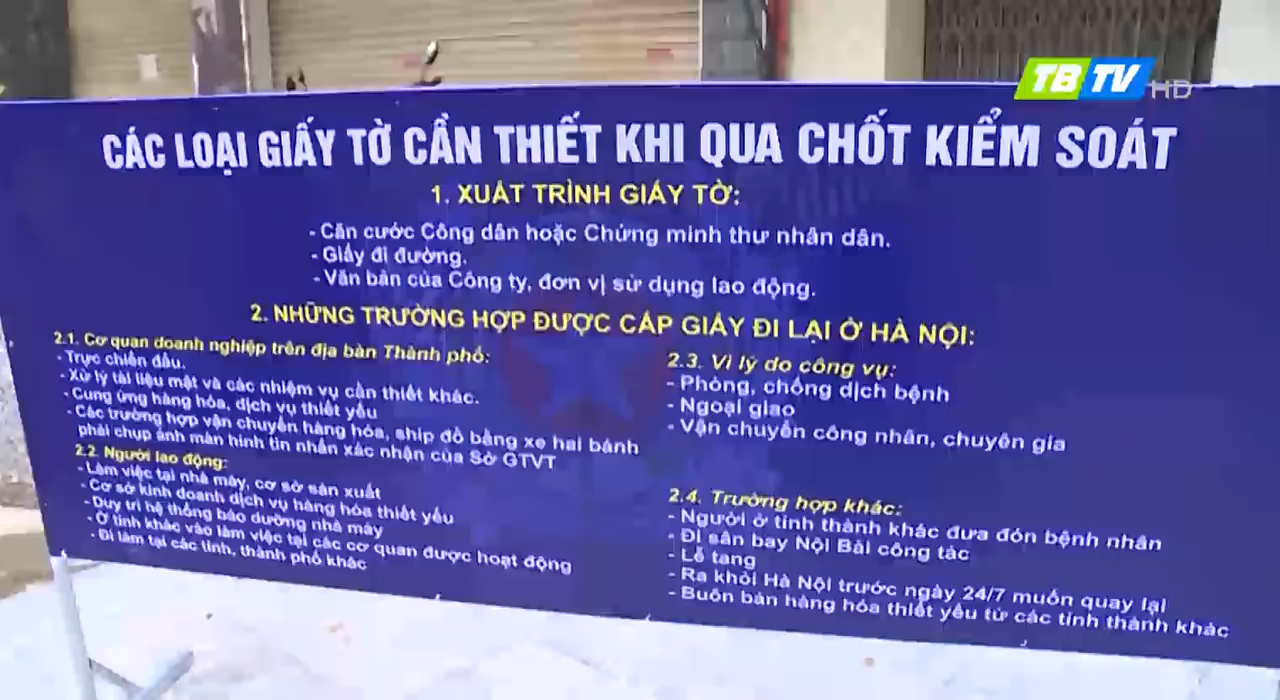 TBTV HD
CÁC LOẠI GIẤY TỜ CẦN THIẾT KHI QUA CHỐT KIỂM SOÁT
1. XUẤT TRÌNH GIẤY TỜ:
- Căn cước Công dân hoặc Chứng minh thư nhân dân.
- Giấy đi đường.
- Văn bản của Công ty, đơn vị sử dụng lao động.
2. NHỮNG TRƯỜNG HỢP ĐƯỢC CẤP GIẤY ĐI LẠI Ở HÀ NỘI:
2.1. Cơ quan doanh nghiệp trên địa bàn Thành phố:
- Trực chiến đấu.
- Xử lý tài liệu mật và các nhiệm vụ cần thiết khác.
- Cung ứng hàng hóa, dịch vụ thiết yếu
- Các trường hợp vận chuyển hàng hóa, ship đồ bằng xe hai bánh
phải chụp ảnh màn hình tin nhắn xác nhận của Sở GTVT
2.2. Người lao động:
- Làm việc tại nhà máy, cơ sở sản xuất
- Cơ sở kinh doanh dịch vụ hàng hóa thiết yếu
- Duy trì hệ thống bảo dưỡng nhà máy
- Ở tỉnh khác vào làm việc tại các cơ quan được hoạt động
- Đi làm tại các tỉnh, thành phố khác
2.3. Vì lý do công vụ:
- Phòng, chống dịch bệnh
- Ngoại giao
- Vận chuyển công nhân, chuyên gia
2.4. Trường hợp khác:
- Người ở tỉnh thành khác đưa đón bệnh nhân
- Đi sân bay Nội Bài công tác
- Lễ tang
- Ra khỏi Hà Nội trước ngày 24/7 muốn quay lại
- Buôn bán hàng hóa thiết yếu từ các tỉnh thành khác